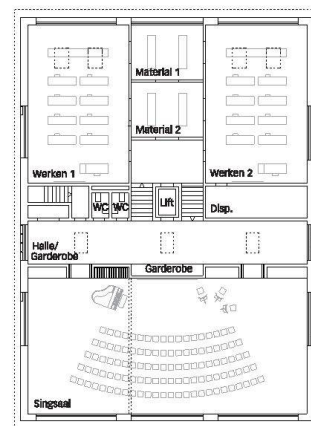 Material 1
Material 2
Werken 1
Werken 2
WC WC
Lift
Disp.
Halle/
Garderobe
Garderobe
Singsaal